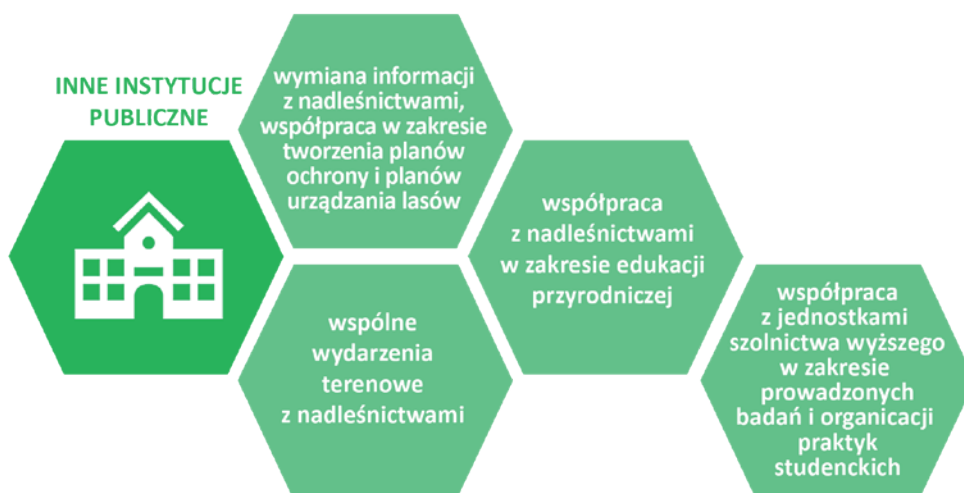 INNE INSTYTUCJE
PUBLICZNE
wymiana informacji
z nadleśnictwami,
współpraca w zakresie
tworzenia planów
ochrony i planów
urządzania lasów
współpraca
z nadleśnictwami
w zakresie edukacji
przyrodniczej
wspólne
wydarzenia
terenowe
z nadleśnictwami
współpraca
z jednostkami
szolnictwa wyższego
w zakresie
prowadzonych
badań i organicacji
praktyk
studenckich